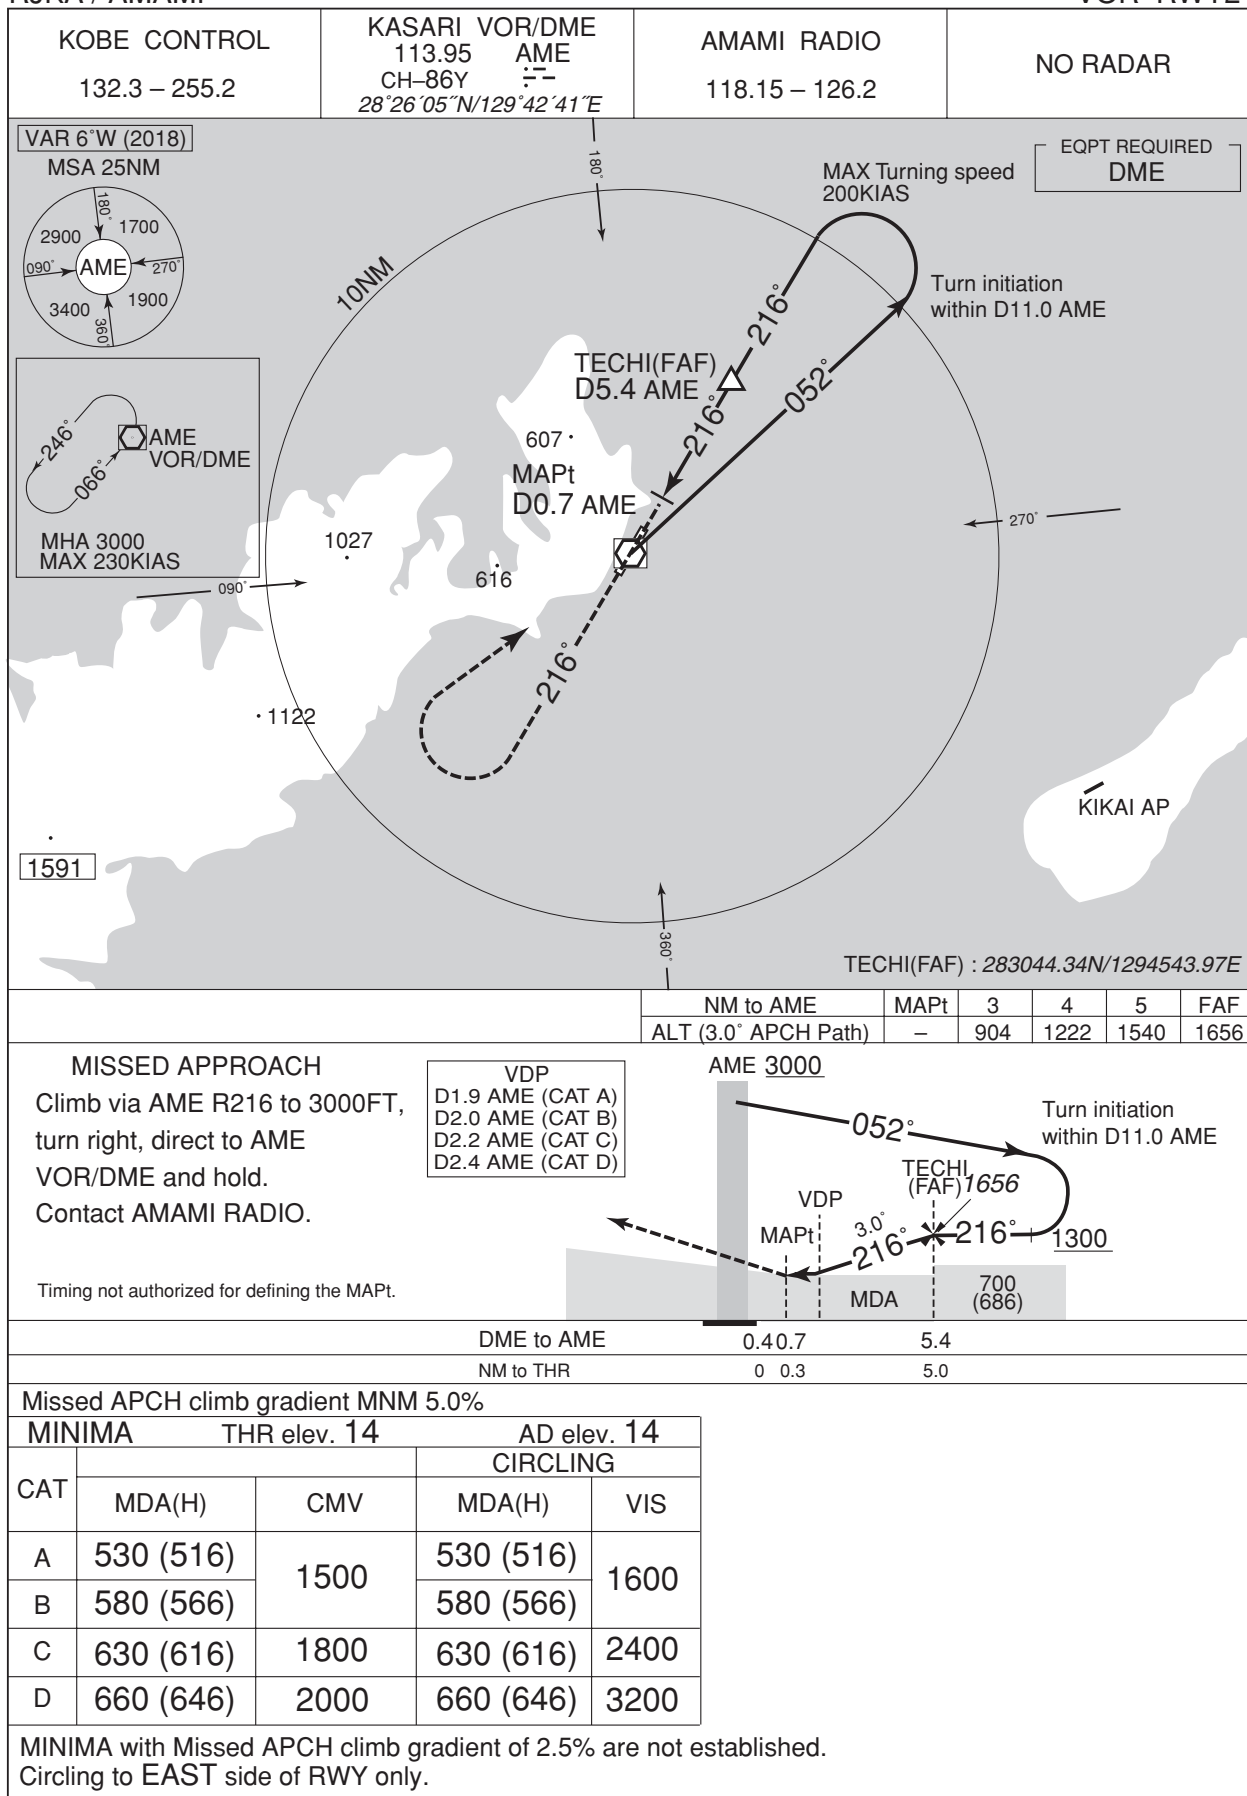 KOBE CONTROL
132.3 – 255.2
KASARI VOR/DME
113.95 AME
CH–86Y
28°26´05˝N/129°42´41˝E
AMAMI RADIO
118.15 – 126.2
NO RADAR
VAR 6°W (2018)
MSA 25NM
180°
2900 1700
090° AME 270°
3400 1900
360°
180°
MAX Turning speed
200KIAS
EQPT REQUIRED
DME
10NM
216°
Turn initiation
within D11.0 AME
TECHI(FAF)
D5.4 AME
052°
216°
246°
066°
AME
VOR/DME
MHA 3000
MAX 230KIAS
607
MAPt
D0.7 AME
1027
616
270°
090°
216°
1122
KIKAI AP
1591
360°
TECHI(FAF) : 283044.34N/1294543.97E
NM to AME MAPt 3 4 5 FAF
ALT (3.0° APCH Path) – 904 1222 1540 1656
MISSED APPROACH
Climb via AME R216 to 3000FT,
turn right, direct to AME
VOR/DME and hold.
Contact AMAMI RADIO.
Timing not authorized for defining the MAPt.
VDP
D1.9 AME (CAT A)
D2.0 AME (CAT B)
D2.2 AME (CAT C)
D2.4 AME (CAT D)
AME 3000
052°
Turn initiation
within D11.0 AME
TECHI
(FAF) 1656
VDP
MAPt
3.0°
216°
216°
1300
MDA
700
(686)
DME to AME 0.4 0.7 5.4
NM to THR 0 0.3 5.0
Missed APCH climb gradient MNM 5.0%
MINIMA THR elev. 14 AD elev. 14
CIRCLING
CAT MDA(H) CMV MDA(H) VIS
A 530 (516) 1500 530 (516) 1600
B 580 (566) 580 (566)
C 630 (616) 1800 630 (616) 2400
D 660 (646) 2000 660 (646) 3200
MINIMA with Missed APCH climb gradient of 2.5% are not established.
Circling to EAST side of RWY only.